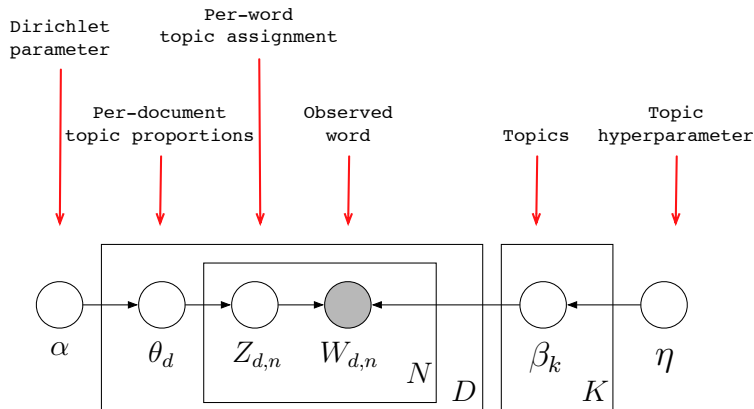 Dirichlet
parameter
Per-word
topic assignment
Per-document
topic proportions
Observed
word
Topics
Topic
hyperparameter
α
θ_d
Z_{d,n}
W_{d,n}
N
D
β_k
K
η